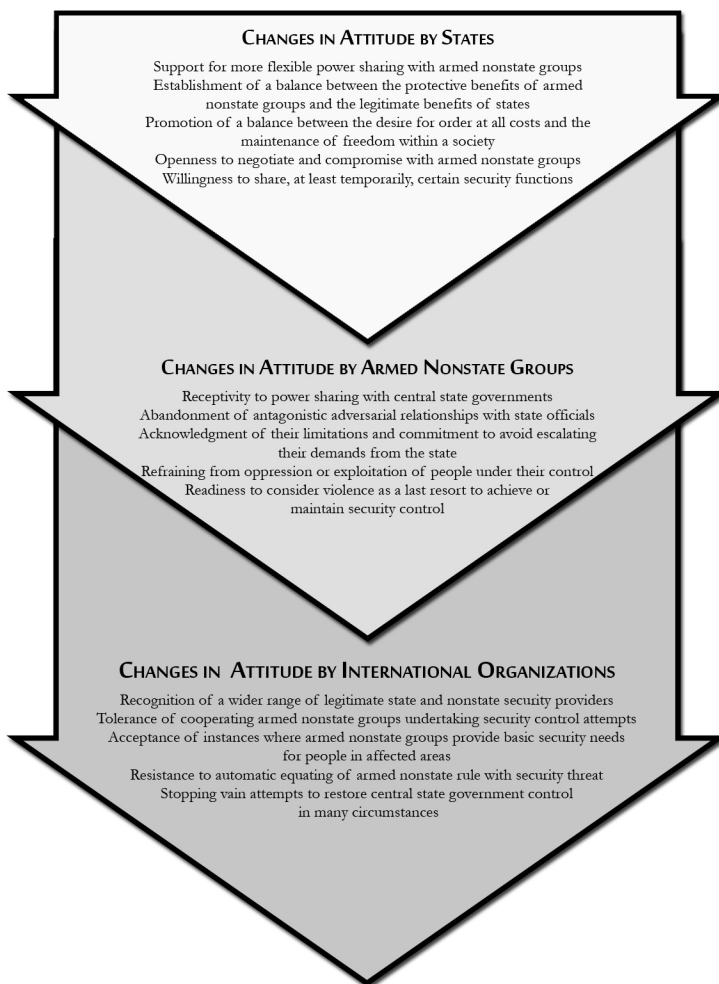 CHANGES IN ATTITUDE BY STATES
Support for more flexible power sharing with armed nonstate groups
Establishment of a balance between the protective benefits of armed
nonstate groups and the legitimate benefits of states
Promotion of a balance between the desire for order at all costs and the
maintenance of freedom within a society
Openness to negotiate and compromise with armed nonstate groups
Willingness to share, at least temporarily, certain security functions
CHANGES IN ATTITUDE BY ARMED NONSTATE GROUPS
Receptivity to power sharing with central state governments
Abandonment of antagonistic adversarial relationships with state officials
Acknowledgment of their limitations and commitment to avoid escalating
their demands from the state
Refraining from oppression or exploitation of people under their control
Readiness to consider violence as a last resort to achieve or
maintain security control
CHANGES IN ATTITUDE BY INTERNATIONAL ORGANIZATIONS
Recognition of a wider range of legitimate state and nonstate security providers
Tolerance of cooperating armed nonstate groups undertaking security control attempts
Acceptance of instances where armed nonstate groups provide basic security needs
for people in affected areas
Resistance to automatic equating of armed nonstate rule with security threat
Stopping vain attempts to restore central state government control
in many circumstances